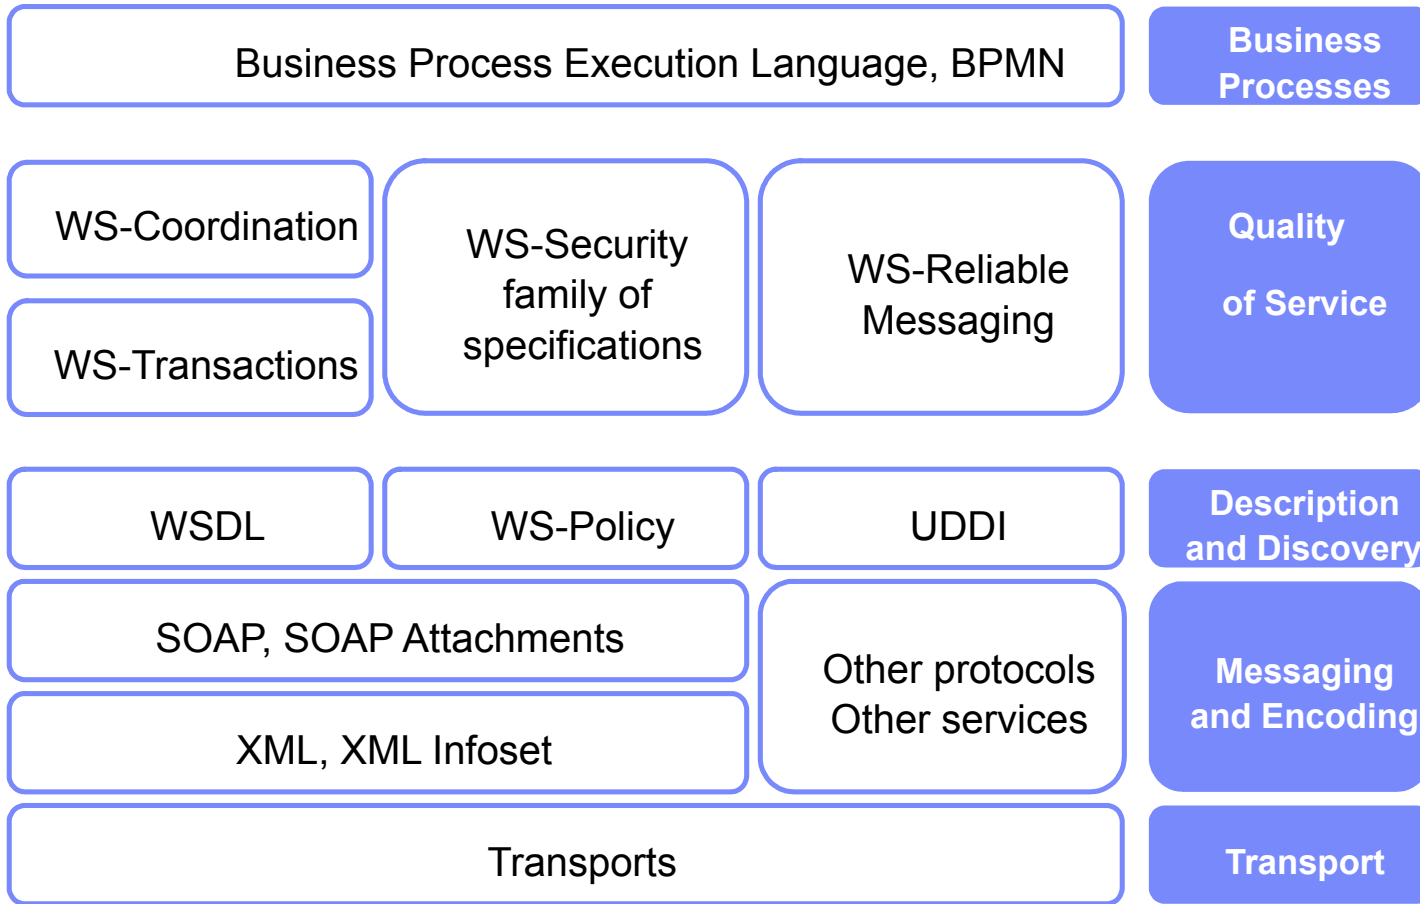 Business Process Execution Language, BPMN
Business
Processes
WS-Coordination
WS-Transactions
WS-Security
family of
specifications
WS-Reliable
Messaging
Quality
of Service
WSDL
WS-Policy
UDDI
Description
and Discovery
SOAP, SOAP Attachments
XML, XML Infoset
Other protocols
Other services
Messaging
and Encoding
Transports
Transport